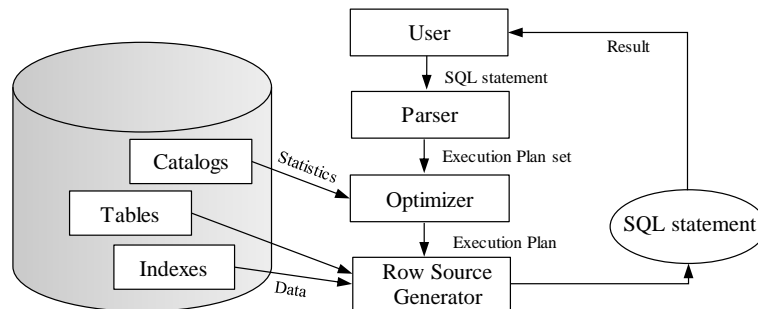 User
Result
SQL statement
Parser
Catalogs
Statistics
Execution Plan set
Optimizer
Tables
SQL statement
Execution Plan
Indexes
Data
Row Source
Generator